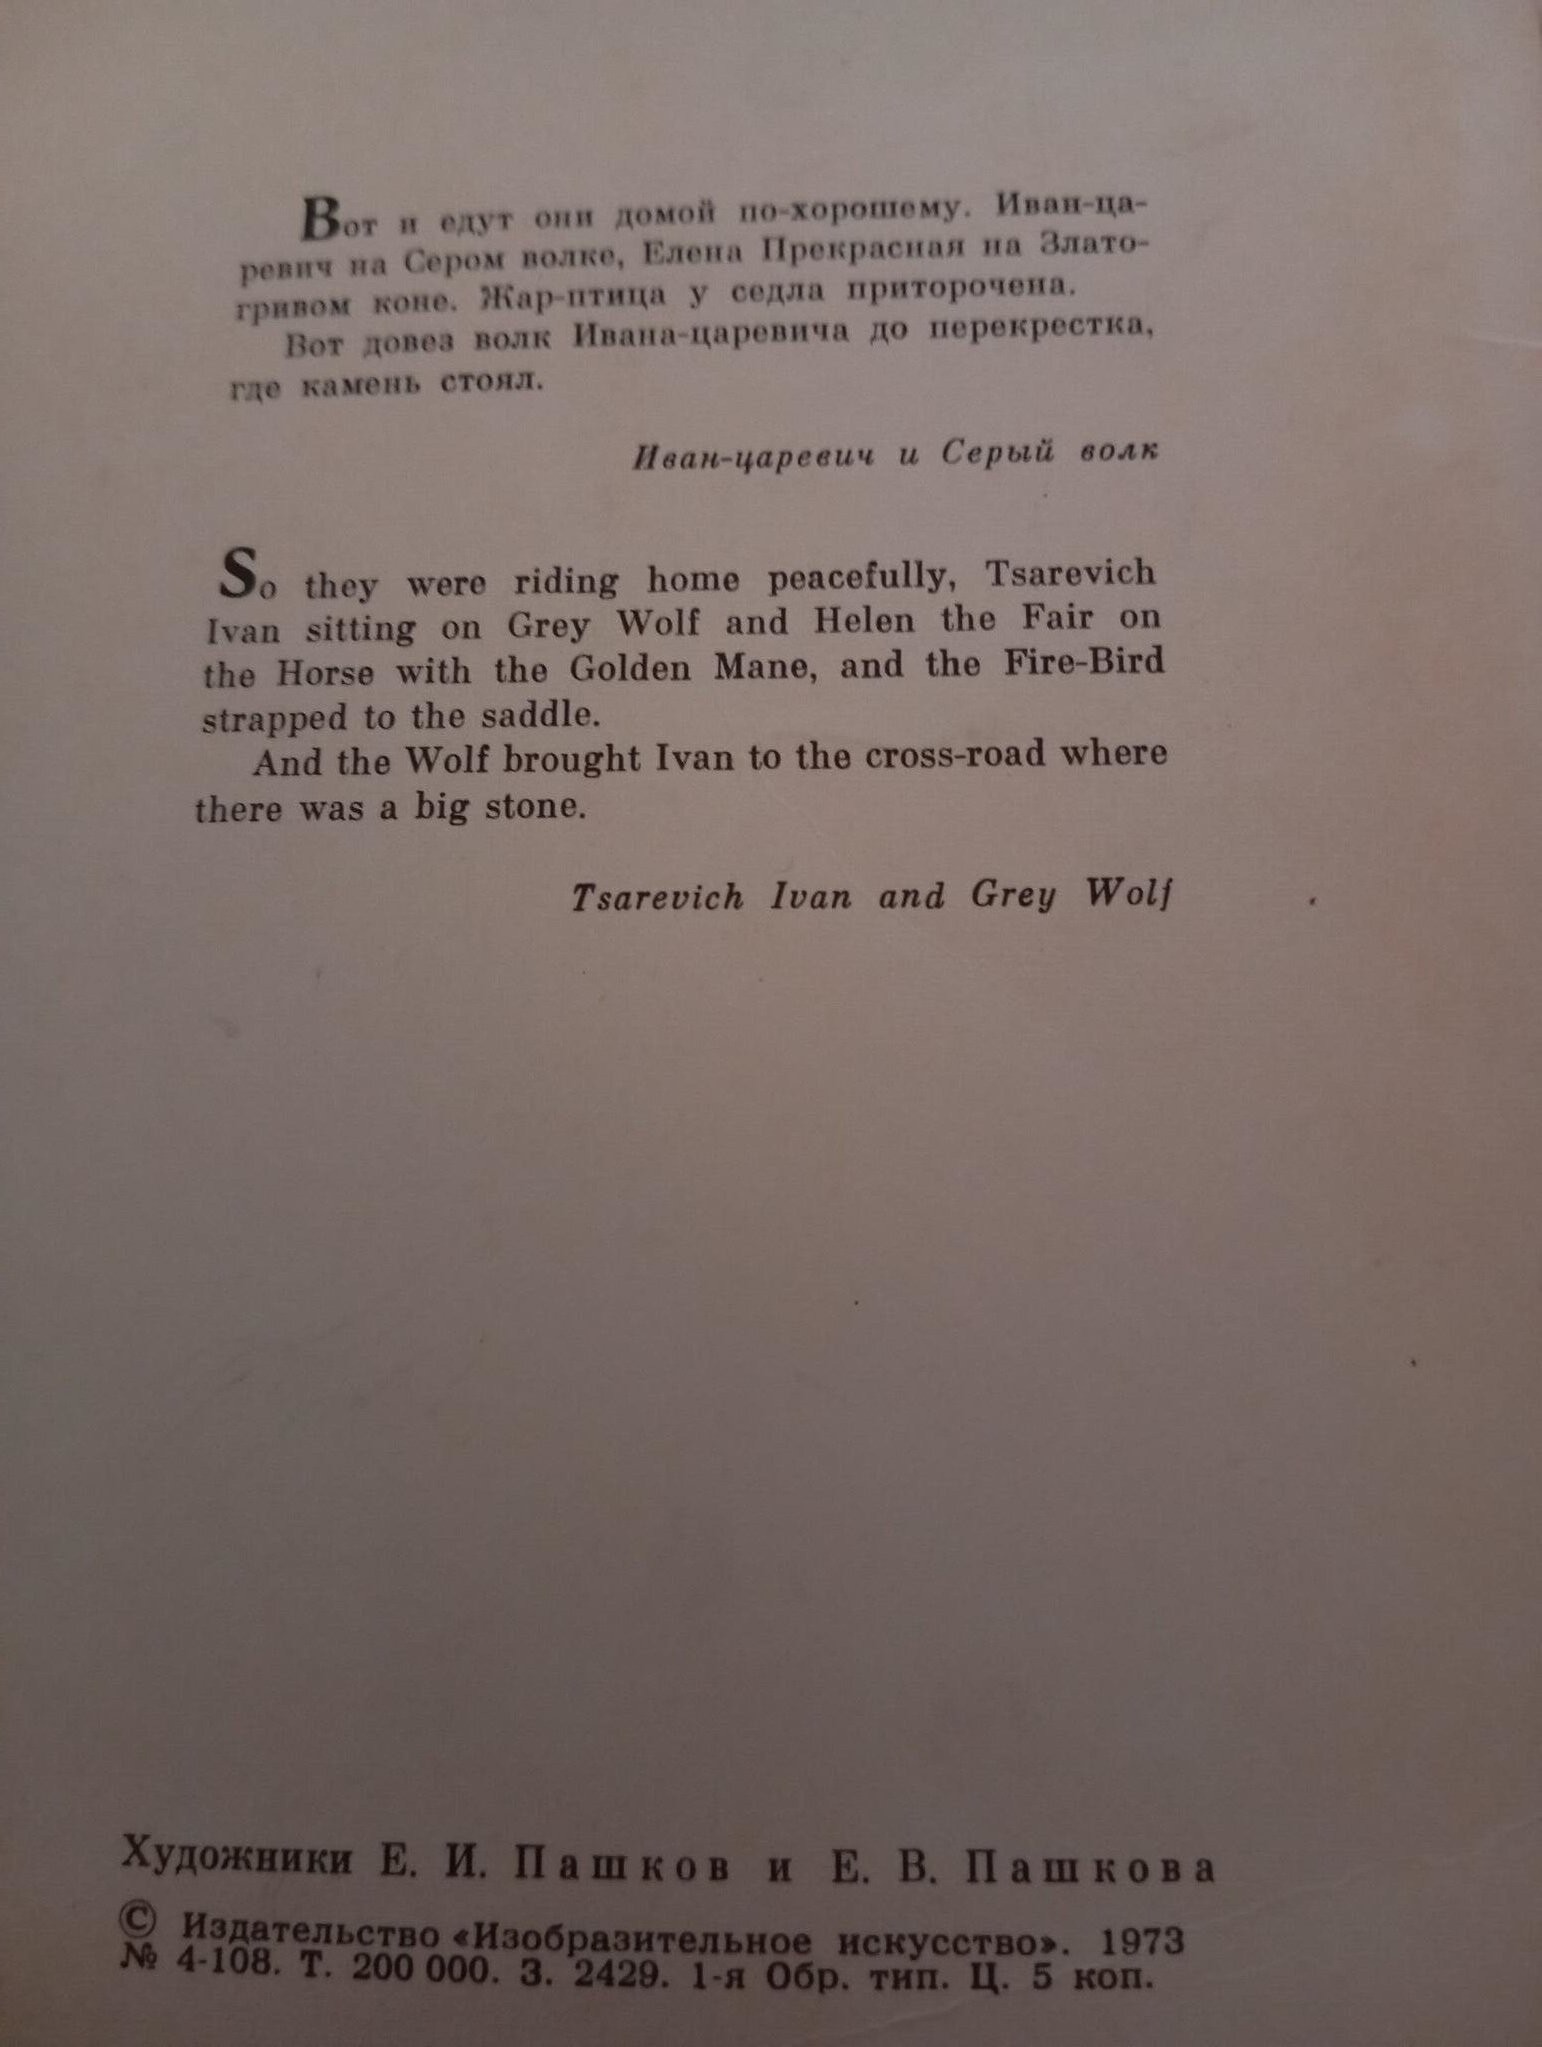 Вот и едут они домой по-хорошему. Иван-ца-
ревич на Сером волке, Елена Прекрасная на Злато-
гривом коне. Жар-птица у седла приторочена.
Вот довез волк Ивана-царевича до перекрестка,
где камень стоял.
Иван-царевич и Серый волк
So they were riding home peacefully, Tsarevich
Ivan sitting on Grey Wolf and Helen the Fair on
the Horse with the Golden Mane, and the Fire-Bird
strapped to the saddle.
And the Wolf brought Ivan to the cross-road where
there was a big stone.
Tsarevich Ivan and Grey Wolf
Художники Е. И. Пашков и Е. В. Пашкова
© Издательство «Изобразительное искусство». 1973
№ 4-108. Т. 200 000. З. 2429. 1-я Обр. тип. Ц. 5 коп.